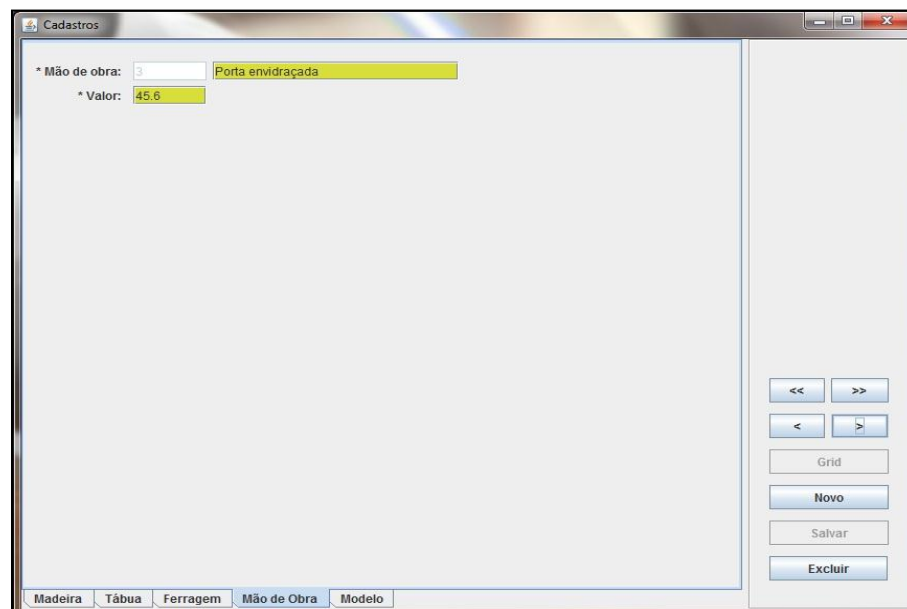 Cadastros
* Mão de obra: 3 Porta envidraçada
* Valor: 45.6
<< >>
< >
Grid
Novo
Salvar
Excluir
Madeira Tábua Ferragem Mão de Obra Modelo